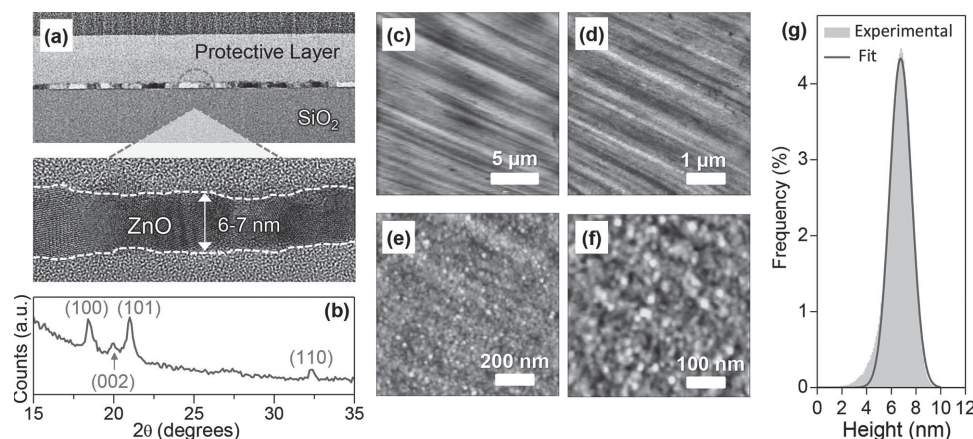 (a)
Protective Layer
SiO2
ZnO
6-7 nm
(b)
(100)
(101)
(002)
(110)
Counts (a.u.)
15 20 25 30 35
2θ (degrees)
(c)
5 µm
(d)
1 µm
(e)
200 nm
(f)
100 nm
(g)
Experimental
Fit
Frequency (%)
4
3
2
1
0
0 2 4 6 8 10 12
Height (nm)